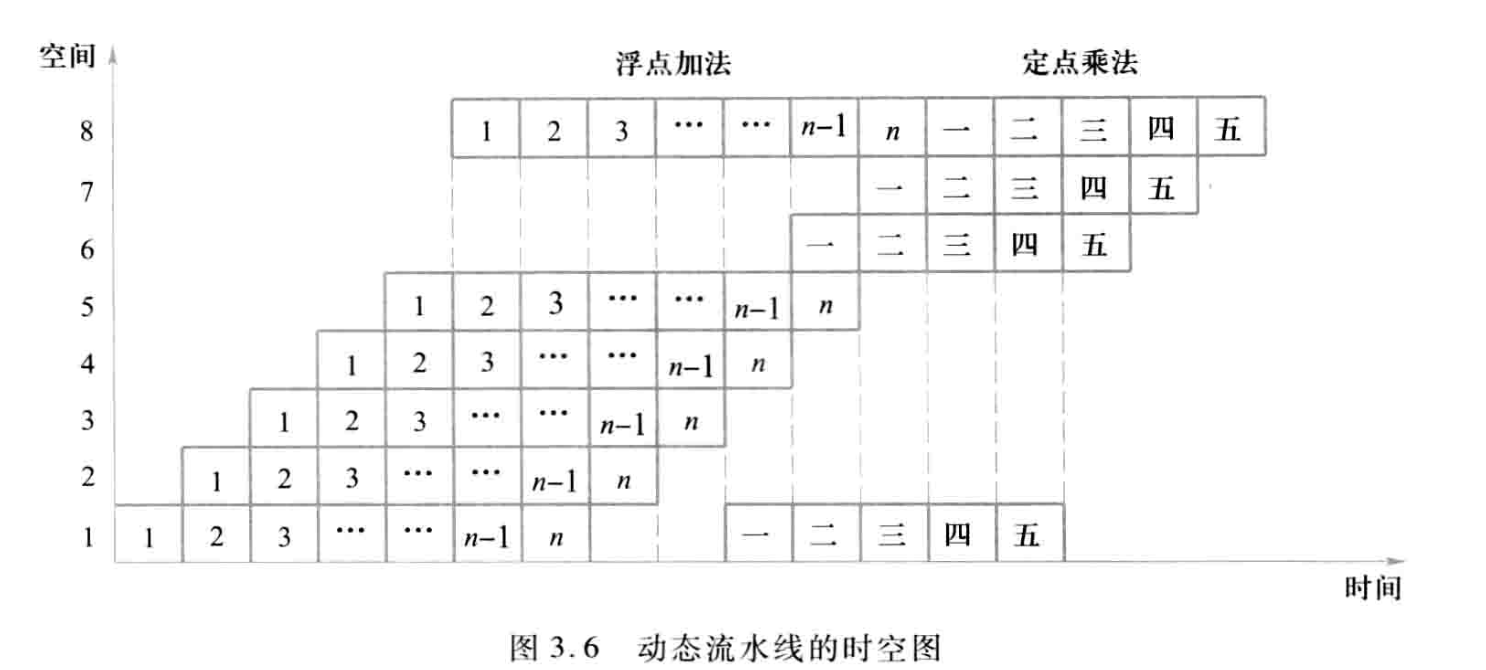 空间 浮点加法 定点乘法
8 1 2 3 … … n−1 n 一 二 三 四 五
7 一 二 三 四 五
6 一 二 三 四 五
5 1 2 3 … … n−1 n
4 1 2 3 … … n−1 n
3 1 2 3 … … n−1 n
2 1 2 3 … … n−1 n
1 1 2 3 … … n−1 n 一 二 三 四 五
时间
图 3.6 动态流水线的时空图